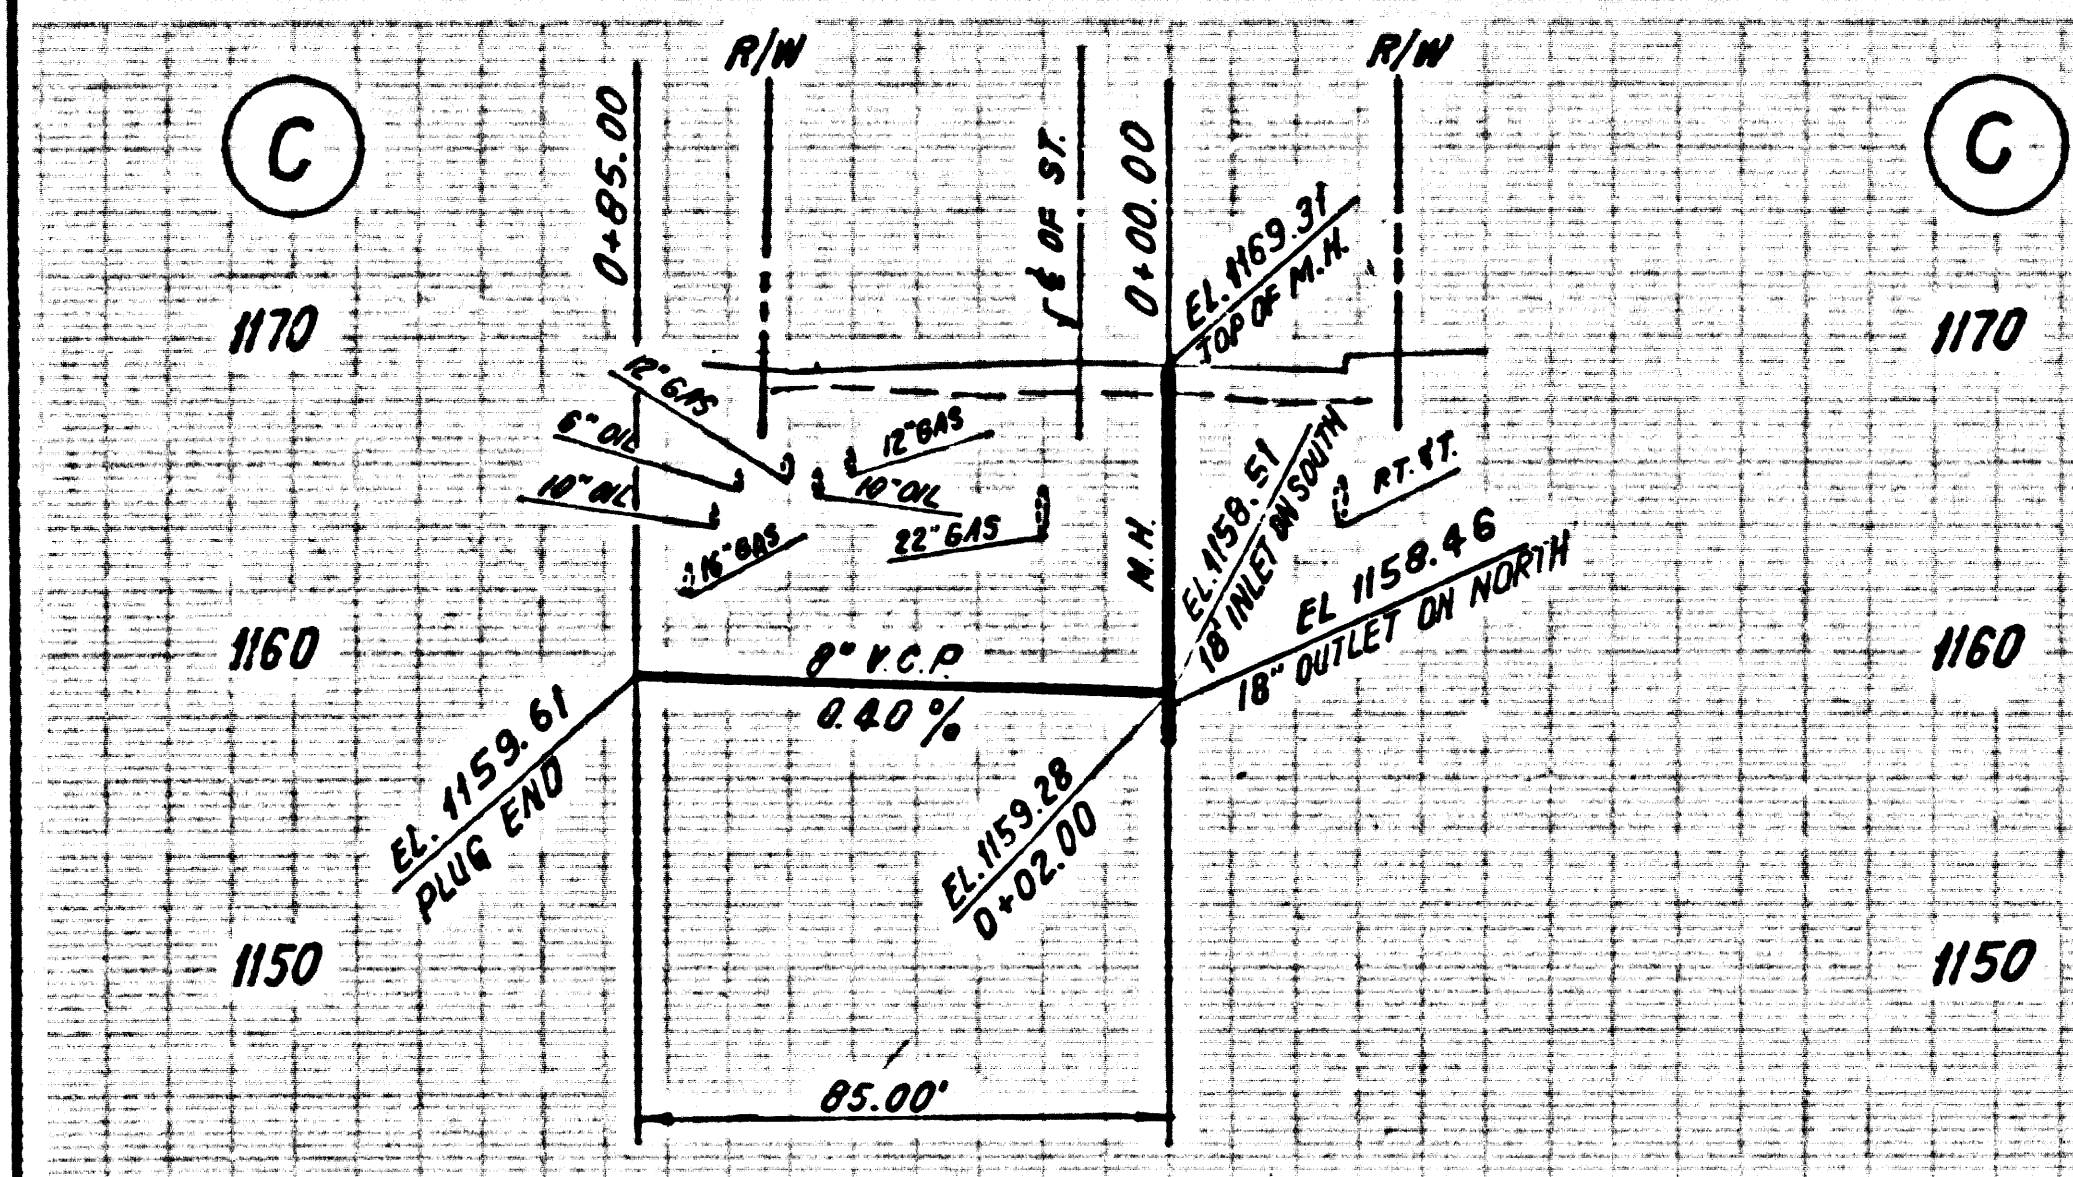 R/W
R/W
C
C
0+85.00
℄ OF ST.
0+00.00
EL. 1169.31
TOP OF M.H.
1170
1170
12" GAS
6" OIL
10" OIL
12" GAS
10" OIL
22" GAS
16" GAS
M.H.
EL. 1158.51
18" INLET ON SOUTH
EL 1158.46
18" OUTLET ON NORTH
1160
1160
8" V.C.P.
0.40 %
EL. 1159.61
PLUG END
EL. 1159.28
0+02.00
1150
1150
85.00'